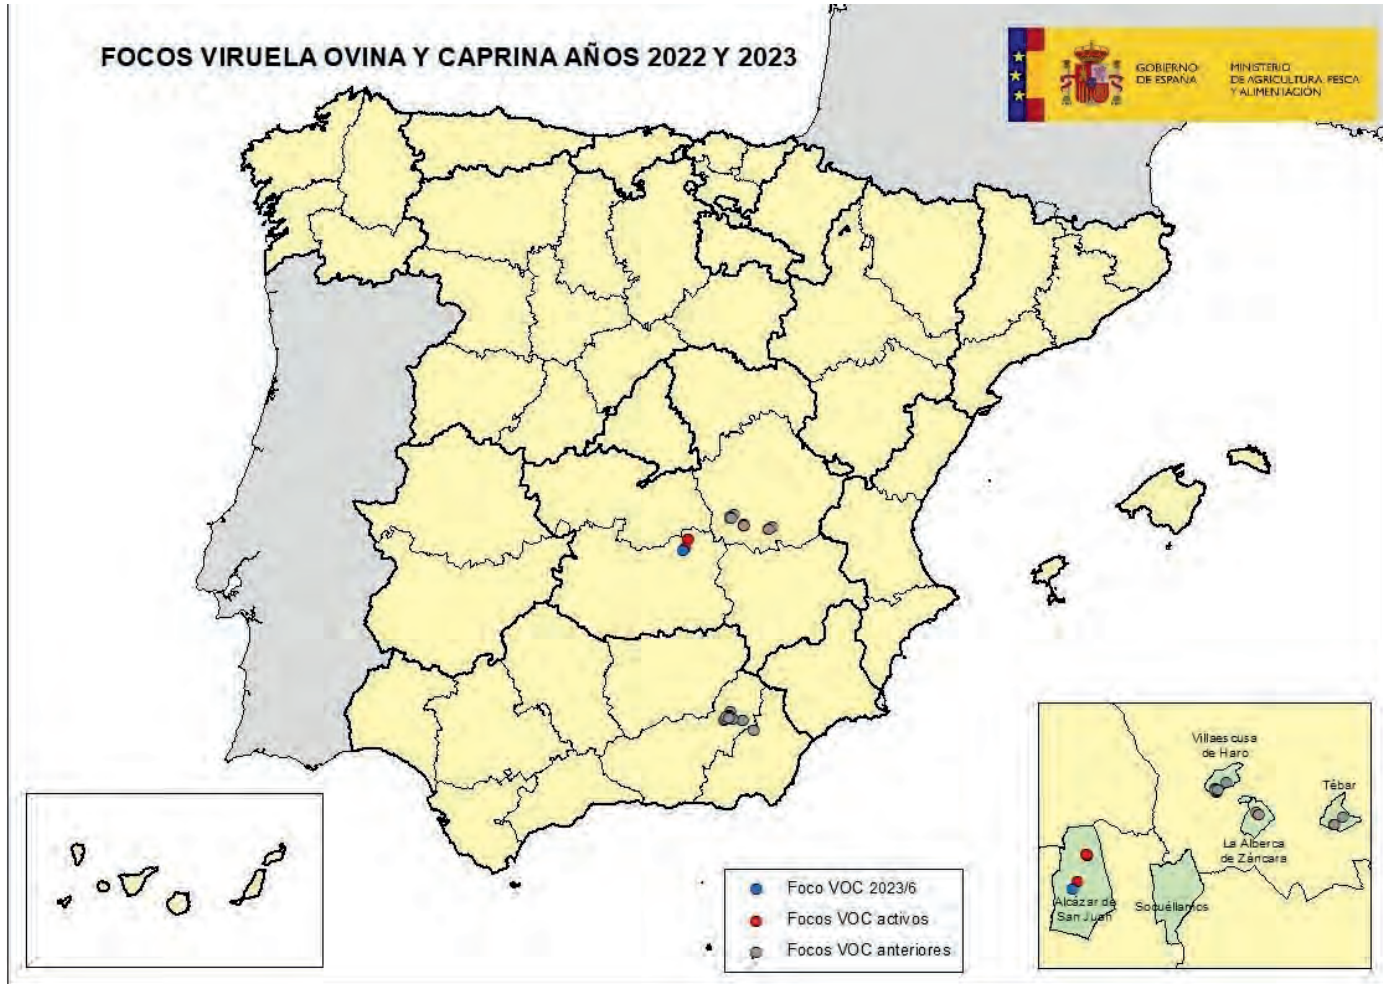 FOCOS VIRUELA OVINA Y CAPRINA AÑOS 2022 Y 2023
GOBIERNO
DE ESPAÑA
MINISTERIO
DE AGRICULTURA, PESCA
Y ALIMENTACIÓN
Villaescusa
de Haro
Tébar
La Alberca
de Záncara
Alcázar de
San Juan
Socuéllamos
Foco VOC 2023/6
Focos VOC activos
Focos VOC anteriores